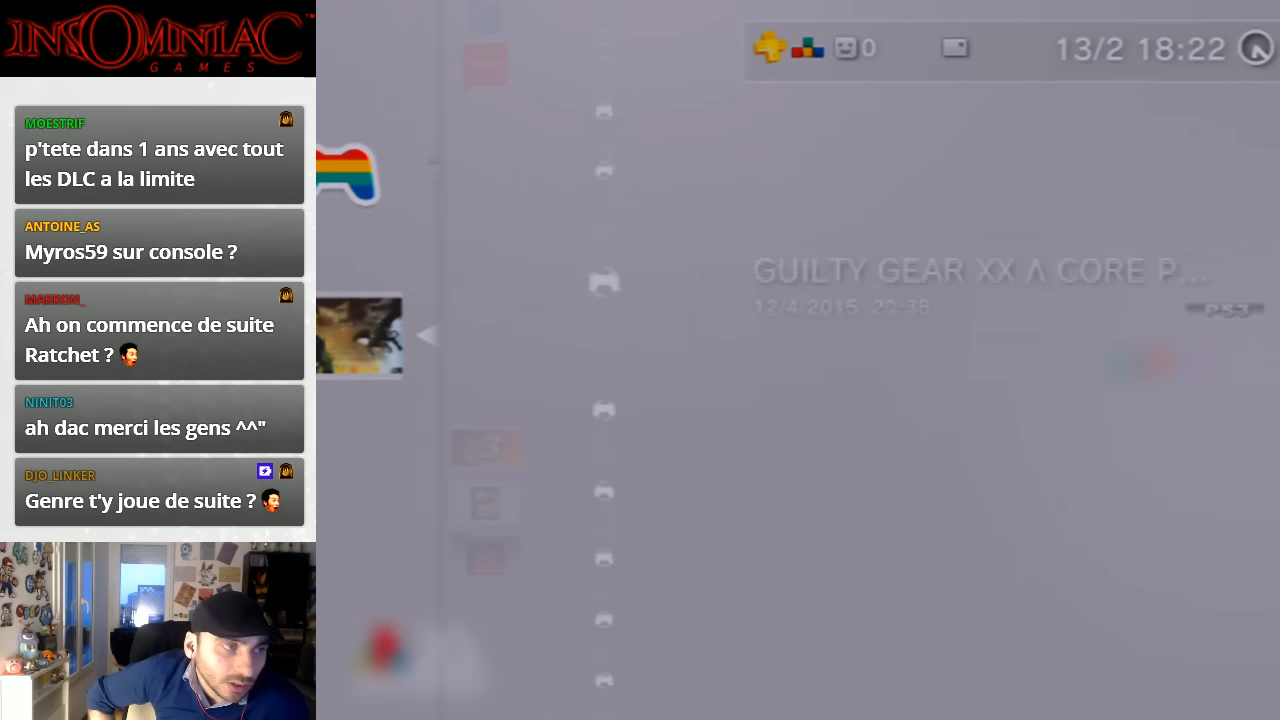 INSOMNIAC
GAMES
MOESTRIF
p'tete dans 1 ans avec tout
les DLC a la limite
ANTOINE_AS
Myros59 sur console ?
MARRON_
Ah on commence de suite
Ratchet ?
NINIT03
ah dac merci les gens ^^"
DJO_LINKER
Genre t'y joue de suite ?
0
13/2 18:22
GUILTY GEAR XX Λ CORE P...
12/4/2015 20:38
PS3